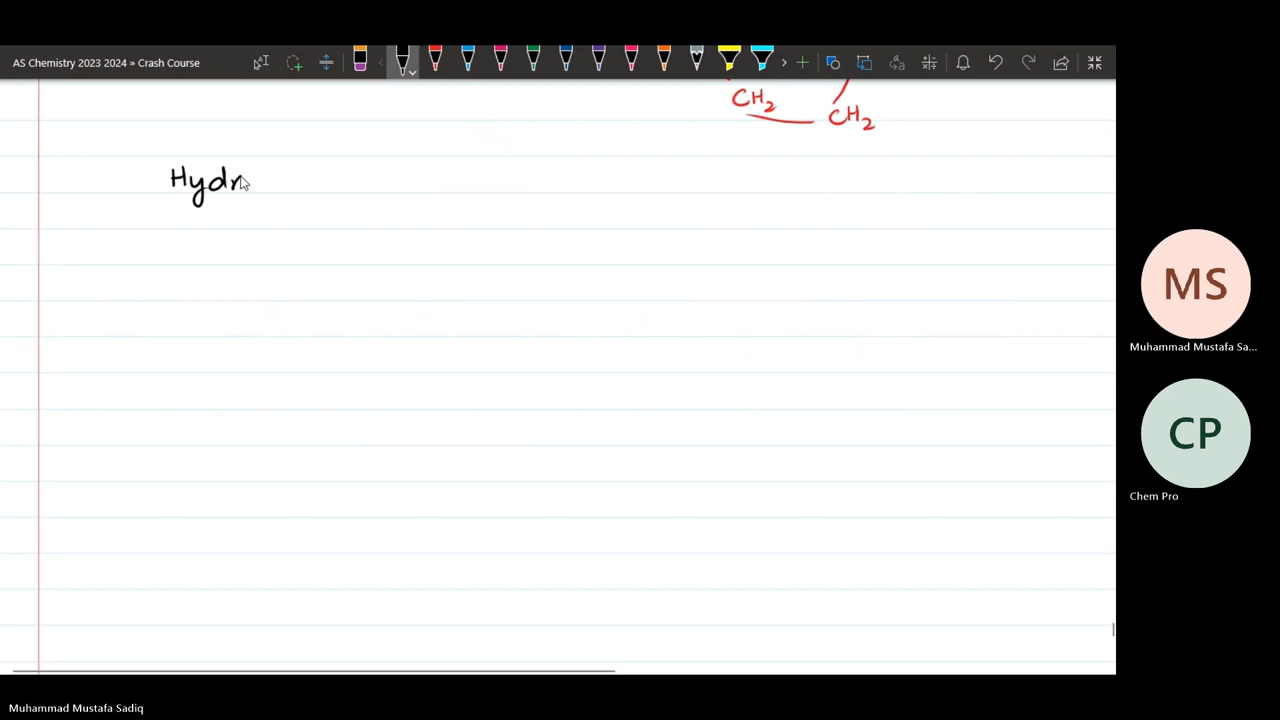 AS Chemistry 2023 2024 » Crash Course
CH2
CH2
Hydr
MS
Muhammad Mustafa Sa...
CP
Chem Pro
Muhammad Mustafa Sadiq